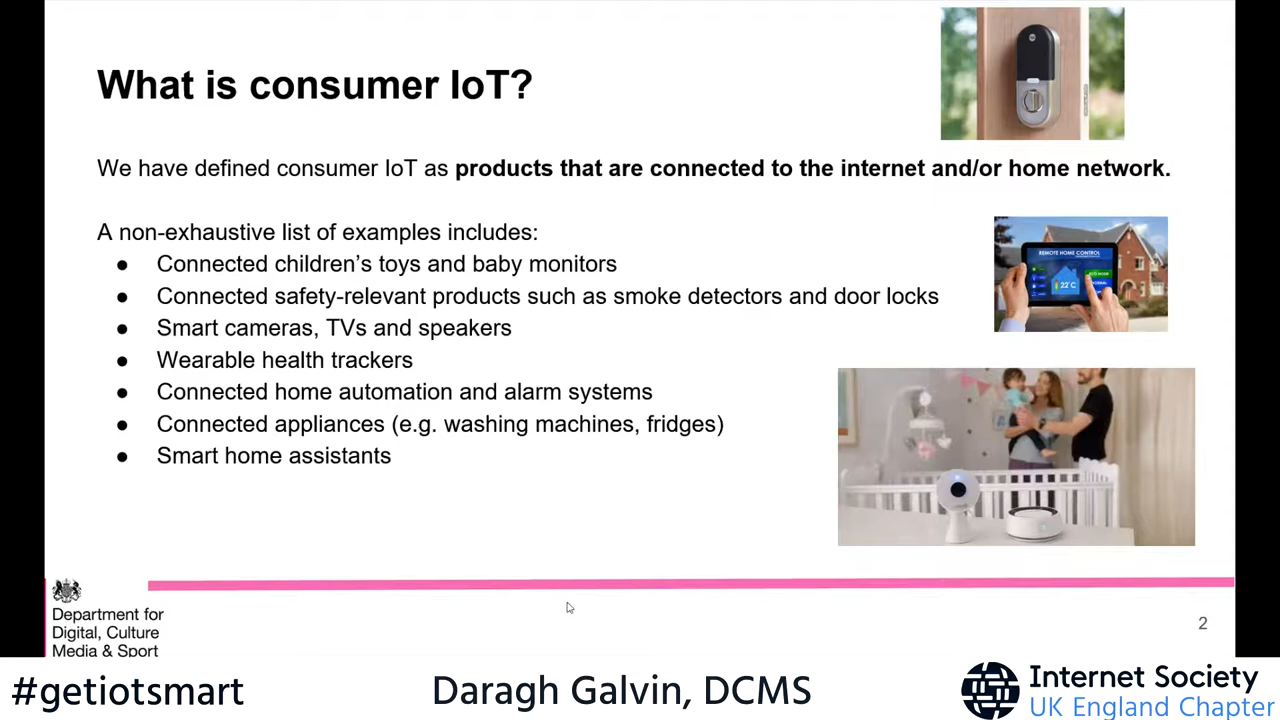 What is consumer IoT?
We have defined consumer IoT as products that are connected to the internet and/or home network.
A non-exhaustive list of examples includes:
● Connected children’s toys and baby monitors
● Connected safety-relevant products such as smoke detectors and door locks
● Smart cameras, TVs and speakers
● Wearable health trackers
● Connected home automation and alarm systems
● Connected appliances (e.g. washing machines, fridges)
● Smart home assistants
REMOTE HOME CONTROL
22°C
Department for
Digital, Culture
Media & Sport
2
#getiotsmart
Daragh Galvin, DCMS
Internet Society
UK England Chapter